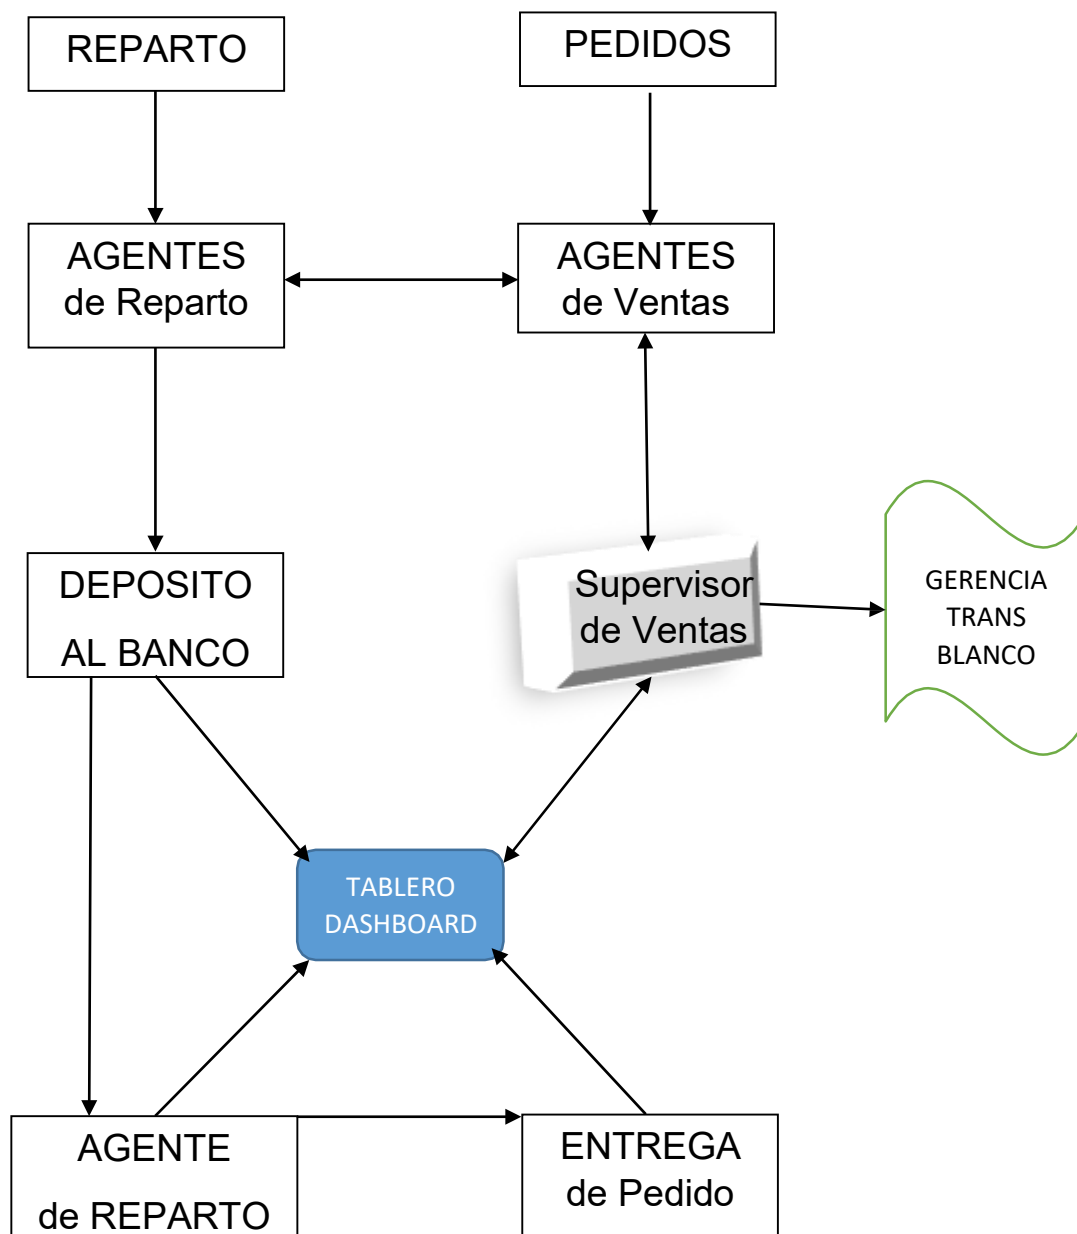 REPARTO
PEDIDOS
AGENTES
de Reparto
AGENTES
de Ventas
DEPOSITO
AL BANCO
Supervisor
de Ventas
GERENCIA
TRANS
BLANCO
TABLERO
DASHBOARD
AGENTE
de REPARTO
ENTREGA
de Pedido